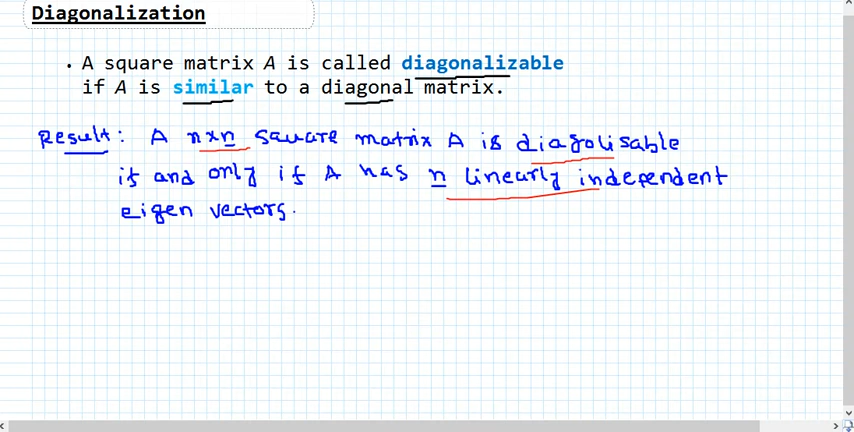 Diagonalization
• A square matrix A is called diagonalizable
if A is similar to a diagonal matrix.
Result: A nxn square matrix A is diagolisable
if and only if A has n linearly independent
eigen vectors.